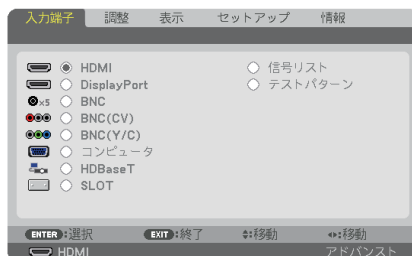 入力端子 調整 表示 セットアップ 情報
HDMI 信号リスト
DisplayPort テストパターン
×5 BNC
BNC(CV)
BNC(Y/C)
コンピュータ
HDBaseT
SLOT
ENTER:選択 EXIT:終了 :移動 :移動
HDMI アドバンスト